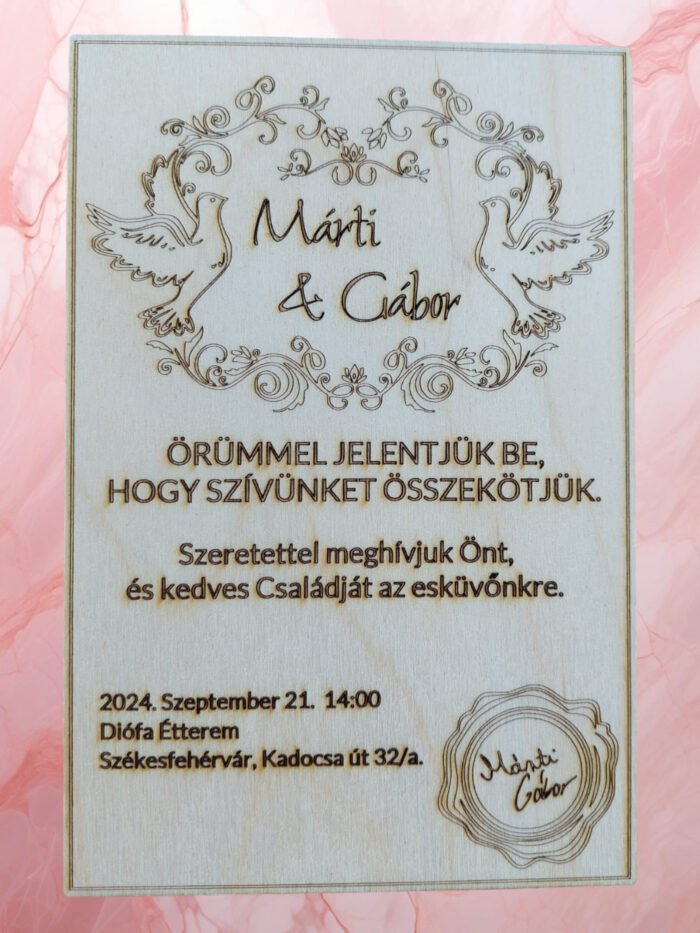 Márti
& Gábor
ÖRÜMMEL JELENTJÜK BE,
HOGY SZÍVÜNKET ÖSSZEKÖTJÜK.
Szeretettel meghívjuk Önt,
és kedves Családját az esküvőnkre.
2024. Szeptember 21. 14:00
Diófa Étterem
Székesfehérvár, Kadocsa út 32/a.
Márti
Gábor